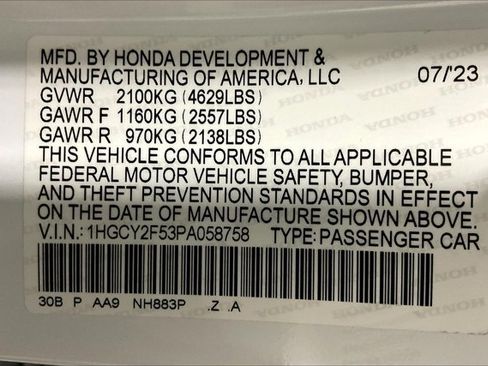 MFD. BY HONDA DEVELOPMENT &
MANUFACTURING OF AMERICA, LLC 07/'23
GVWR 2100KG (4629LBS)
GAWR F 1160KG (2557LBS)
GAWR R 970KG (2138LBS)
THIS VEHICLE CONFORMS TO ALL APPLICABLE
FEDERAL MOTOR VEHICLE SAFETY, BUMPER,
AND THEFT PREVENTION STANDARDS IN EFFECT
ON THE DATE OF MANUFACTURE SHOWN ABOVE.
V.I.N.: 1HGCY2F53PA058758 TYPE: PASSENGER CAR
30B P AA9 NH883P .Z .A